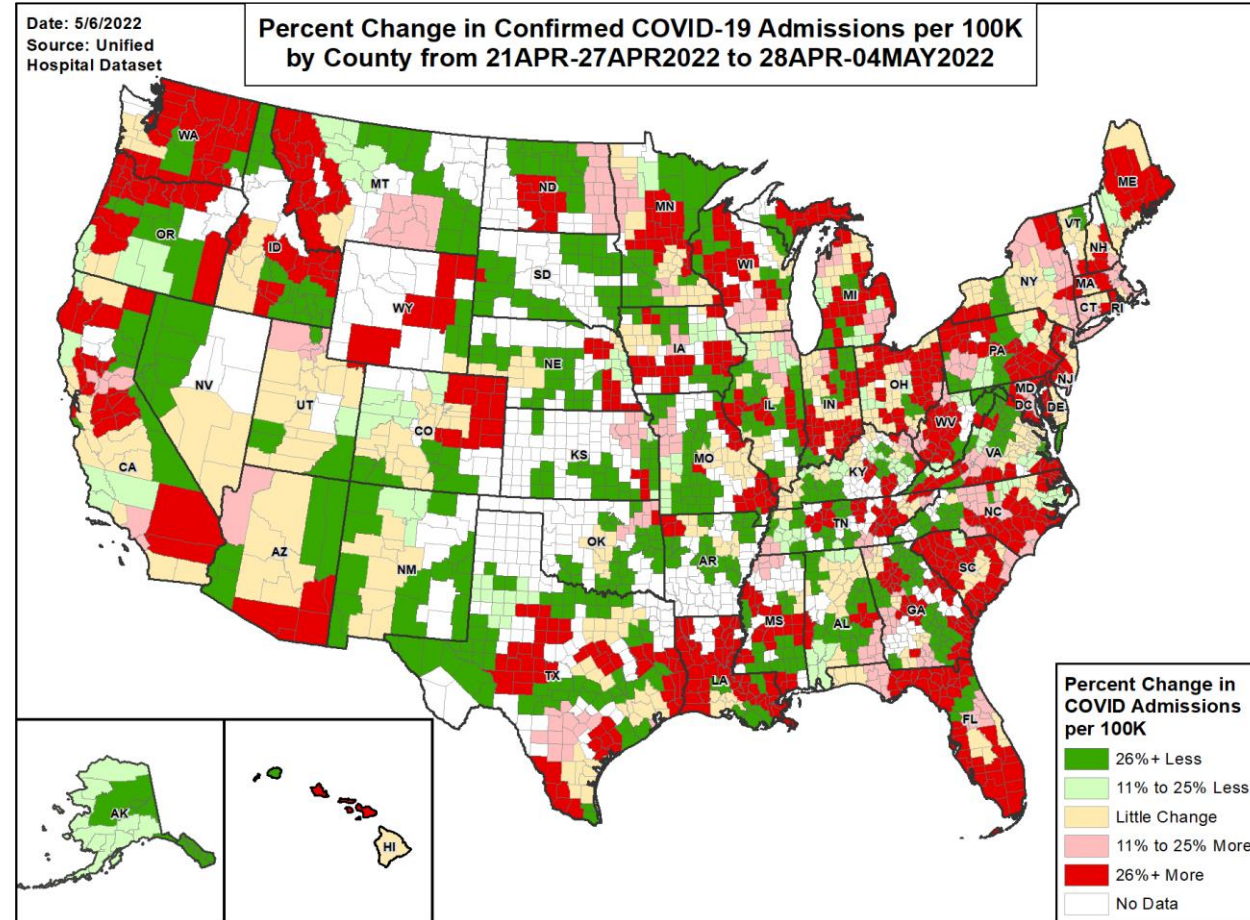 Date: 5/6/2022
Source: Unified
Hospital Dataset
Percent Change in Confirmed COVID-19 Admissions per 100K
by County from 21APR-27APR2022 to 28APR-04MAY2022
WA
MT
ND
MN
ME
VT
NH
OR
ID
SD
WI
MI
NY
MA
CT
RI
WY
IA
PA
NJ
NE
NV
UT
CO
IL
IN
OH
MD
DE
DC
WV
CA
KS
MO
KY
VA
AZ
NM
OK
AR
TN
NC
SC
MS
AL
GA
TX
LA
FL
AK
HI
Percent Change in
COVID Admissions
per 100K
26%+ Less
11% to 25% Less
Little Change
11% to 25% More
26%+ More
No Data